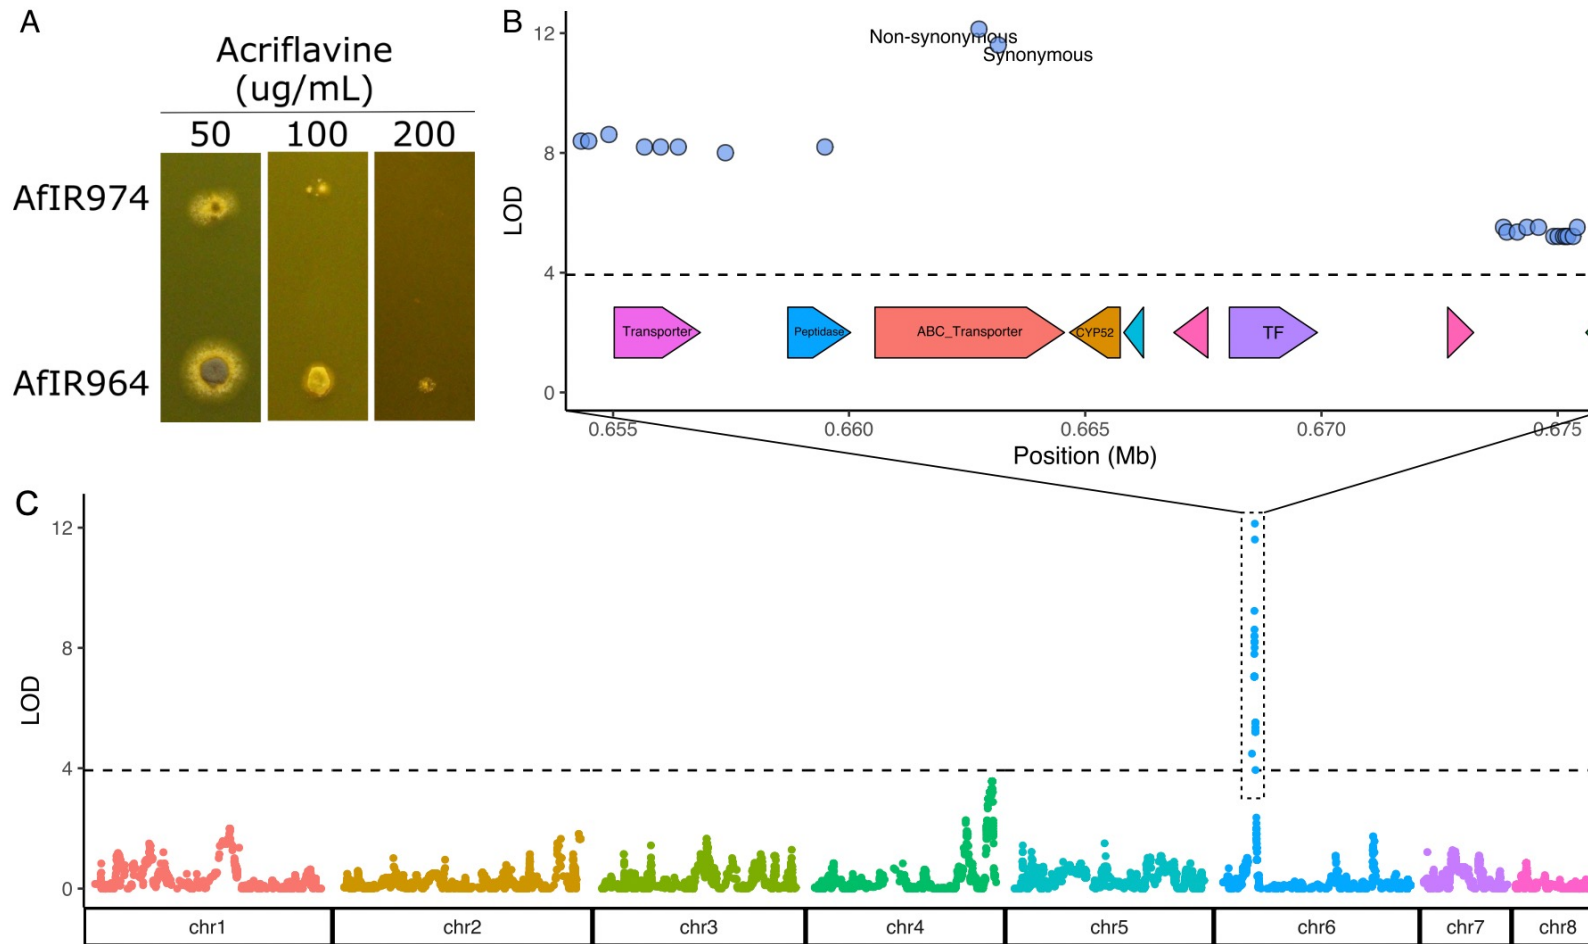 A
Acriflavine
(ug/mL)
50 100 200
AfIR974
AfIR964
B
12
8
4
0
LOD
Non-synonymous
Synonymous
Transporter
Peptidase
ABC_Transporter
CYP52
TF
0.655 0.660 0.665 0.670 0.675
Position (Mb)
C
12
8
4
0
LOD
chr1 chr2 chr3 chr4 chr5 chr6 chr7 chr8